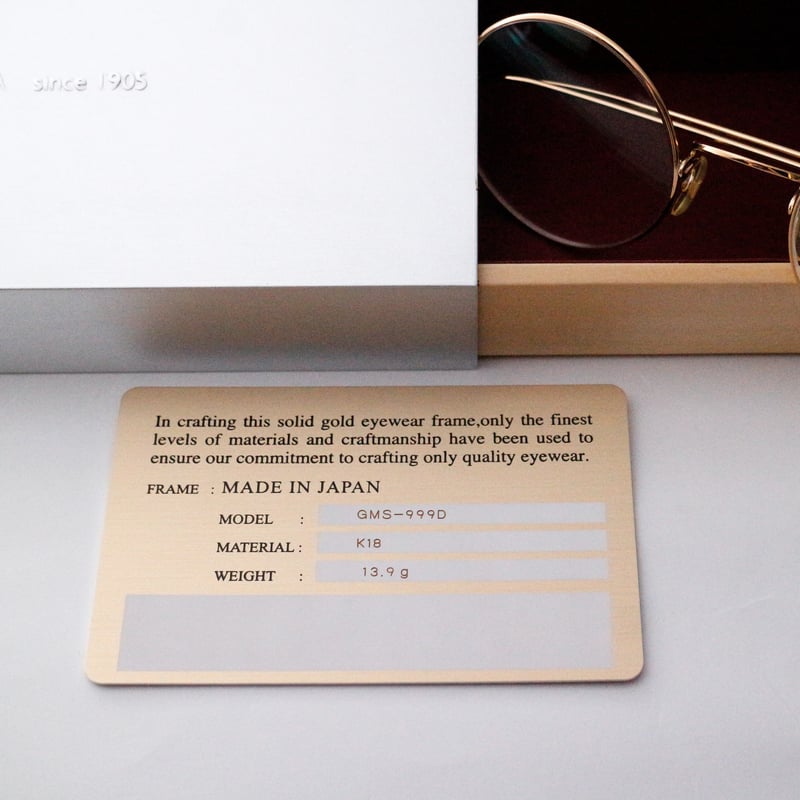 since 1905
In crafting this solid gold eyewear frame,only the finest
levels of materials and craftmanship have been used to
ensure our commitment to crafting only quality eyewear.
FRAME : MADE IN JAPAN
MODEL : GMS-999D
MATERIAL : K18
WEIGHT : 13.9 g